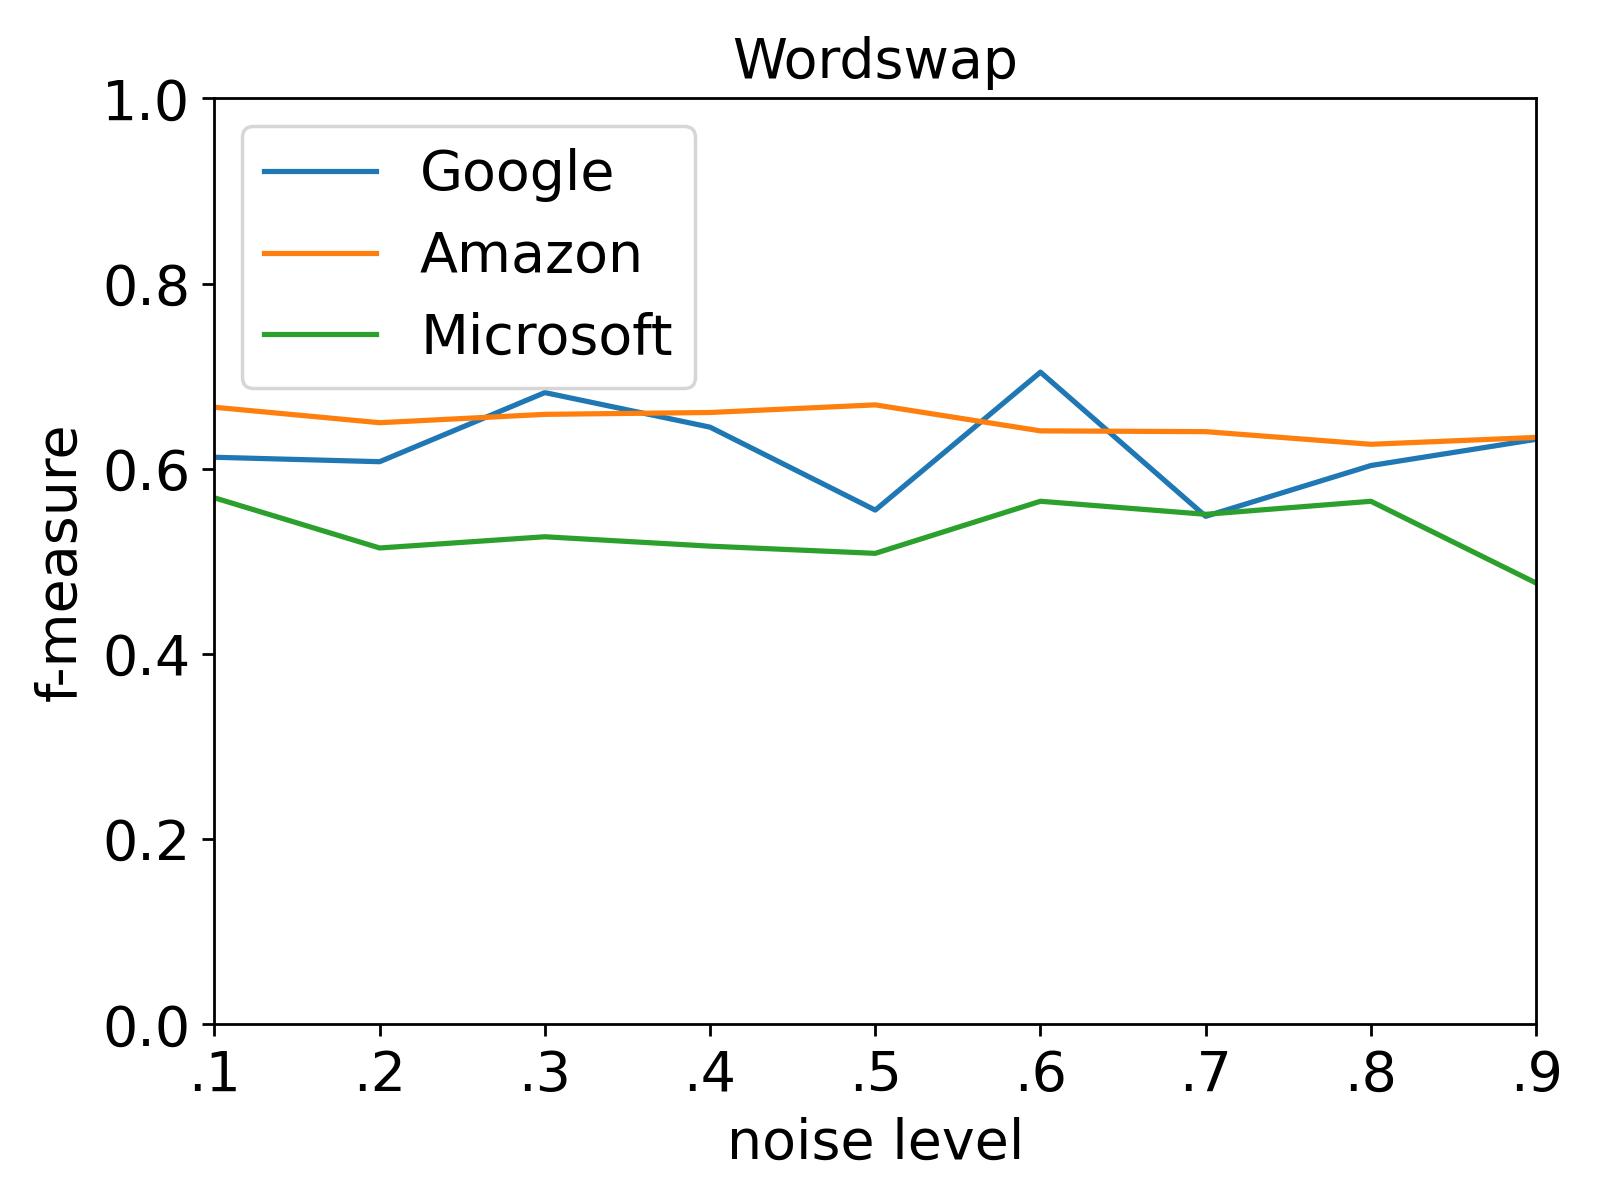 Wordswap
1.0
0.8
0.6
0.4
0.2
0.0
f-measure
Google
Amazon
Microsoft
.1 .2 .3 .4 .5 .6 .7 .8 .9
noise level